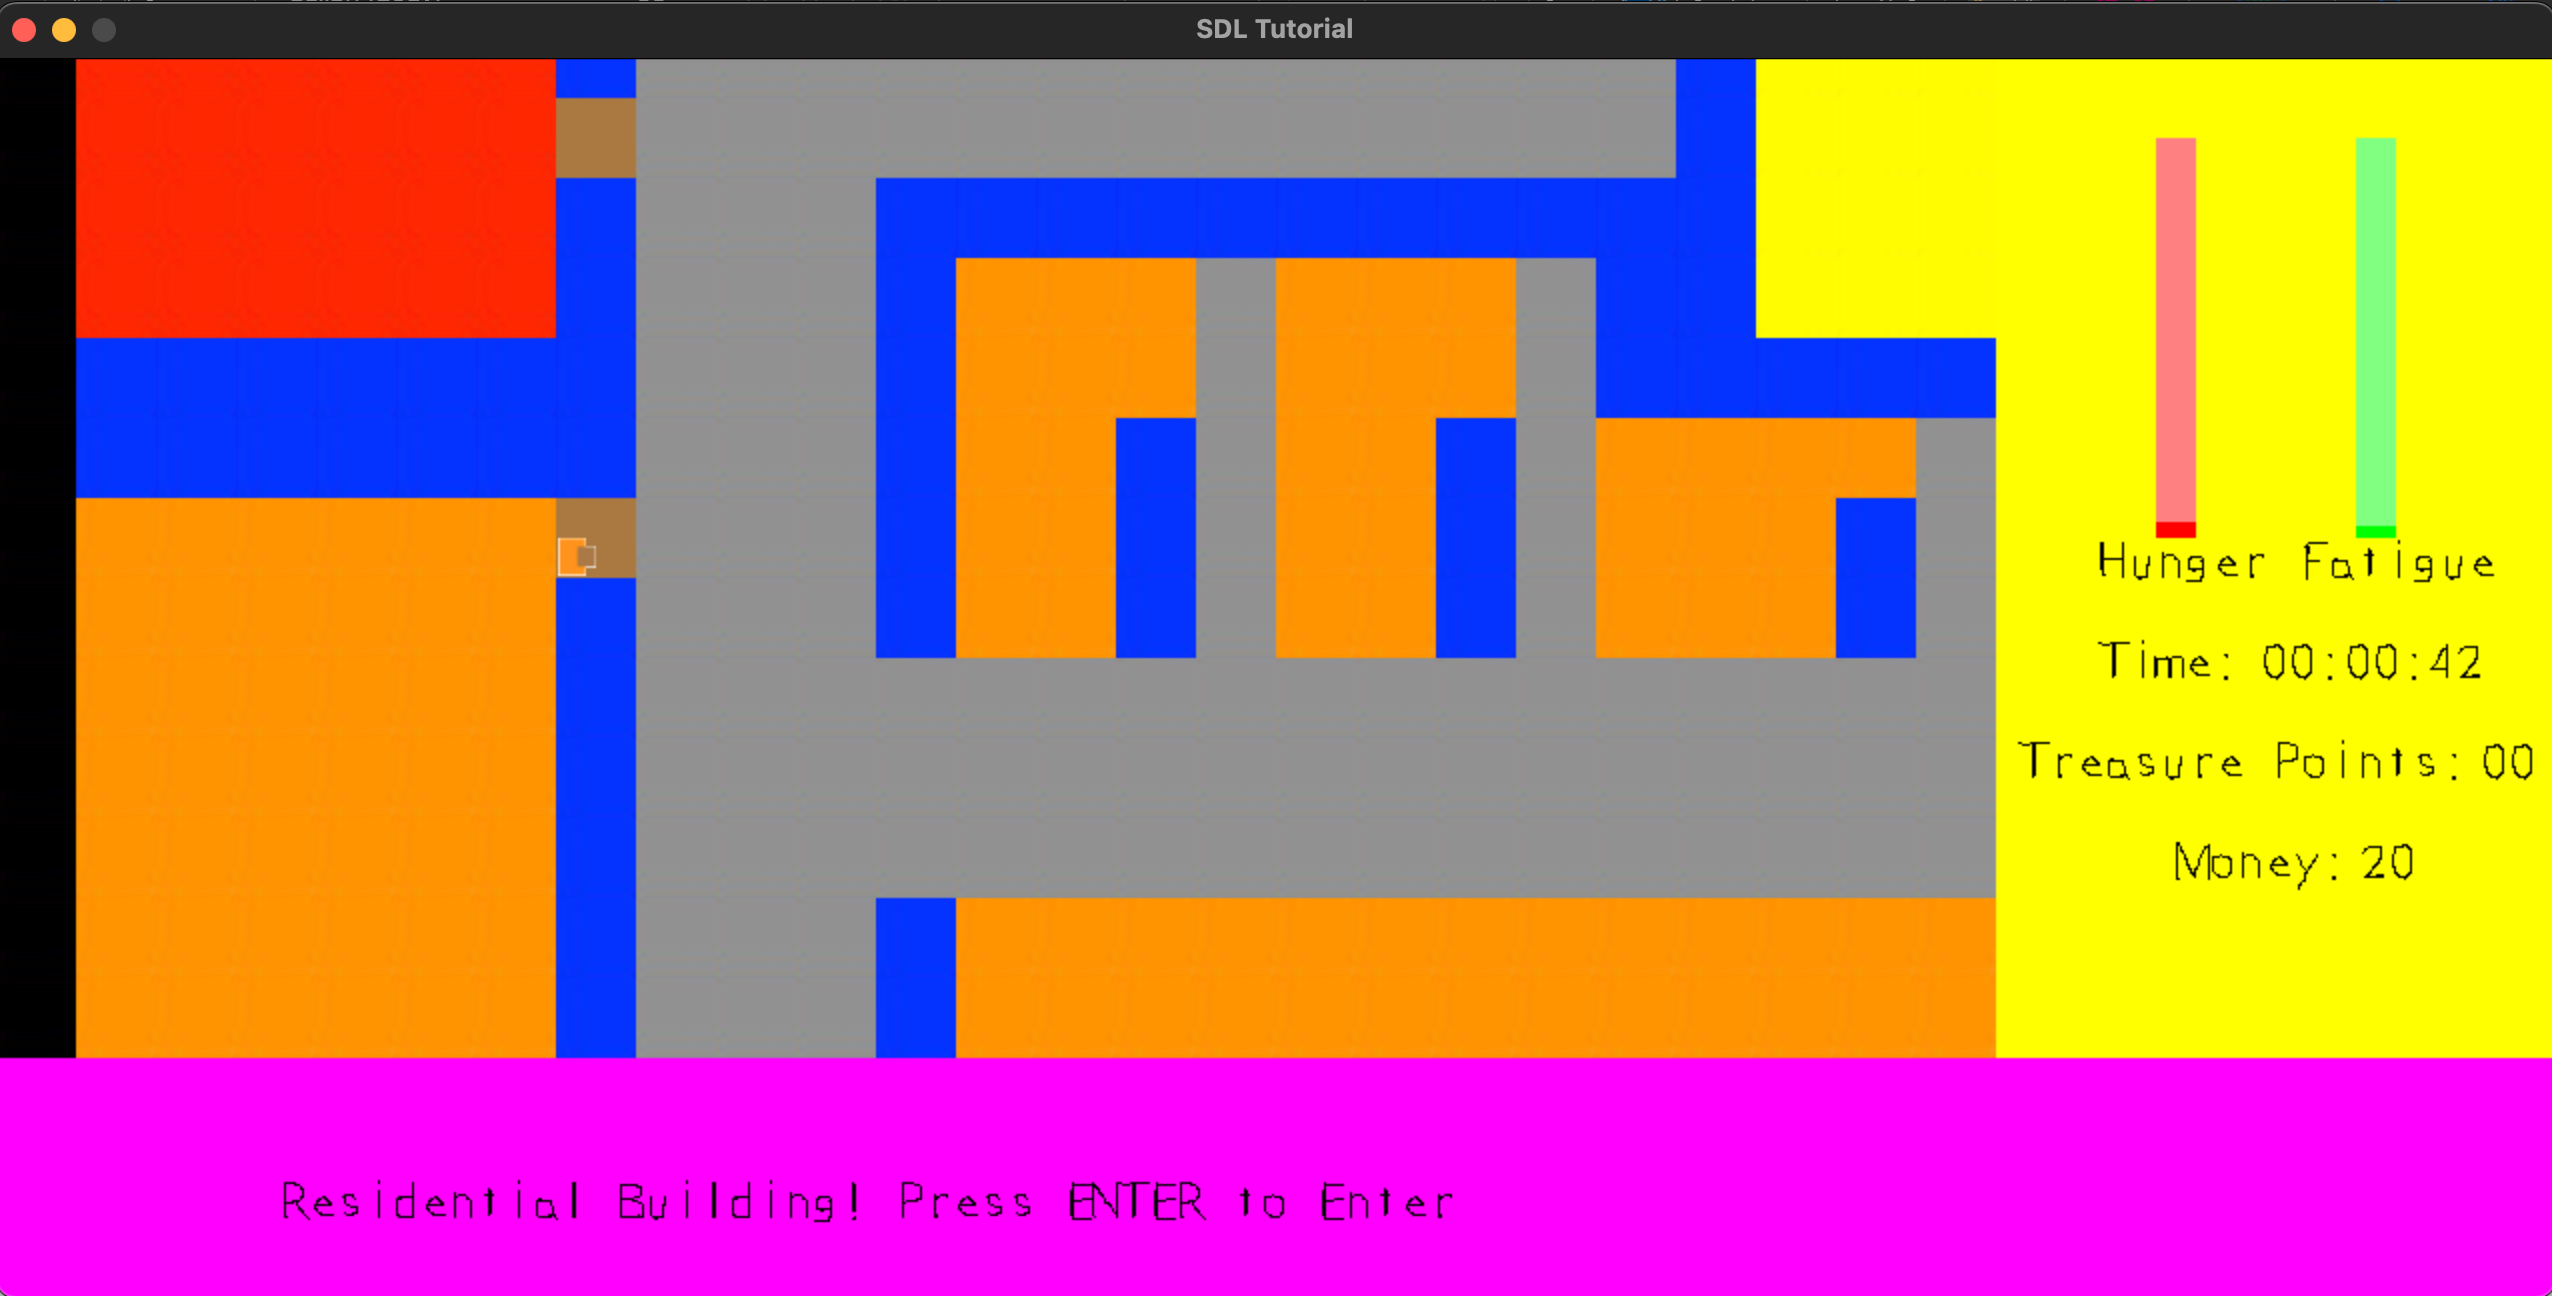 SDL Tutorial
Hunger Fatigue
Time: 00:00:42
Treasure Points: 00
Money: 20
Residential Building! Press ENTER to Enter